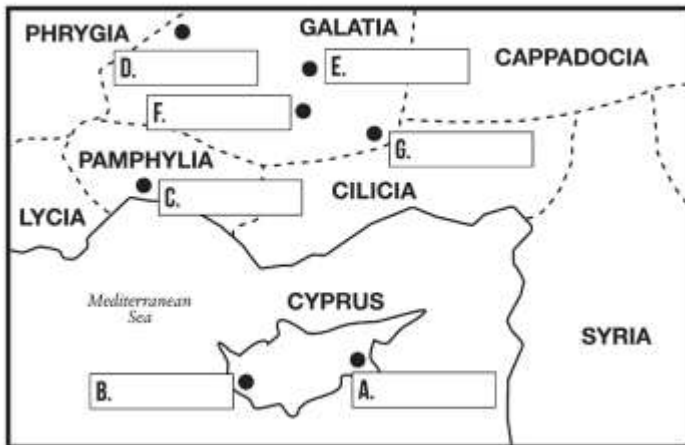 PHRYGIA
GALATIA
CAPPADOCIA
D.
E.
F.
G.
PAMPHYLIA
C.
CILICIA
LYCIA
Mediterranean
Sea
CYPRUS
SYRIA
B.
A.